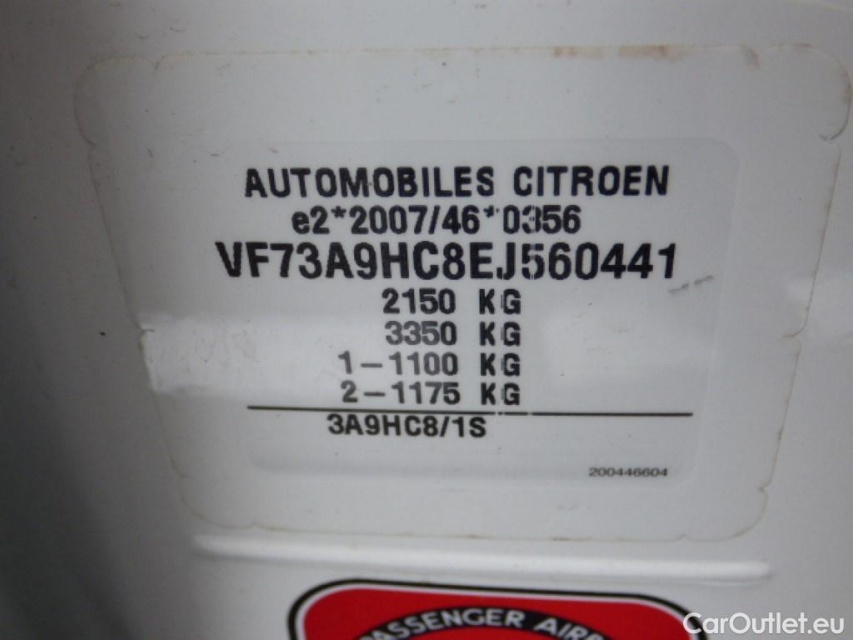 AUTOMOBILES CITROEN
e2*2007/46*0356
VF73A9HC8EJ560441
2150 KG
3350 KG
1-1100 KG
2-1175 KG
3A9HC8/1S
200446604
PASSENGER
CarOutlet.eu